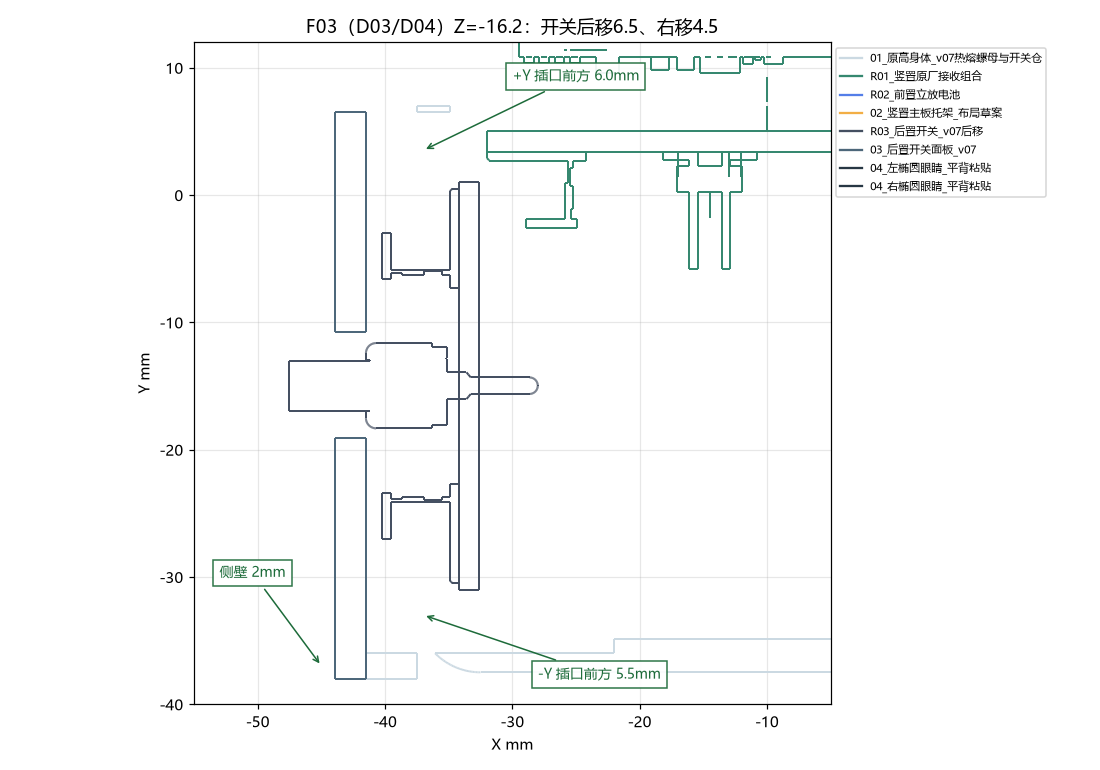 F03（D03/D04）Z=-16.2：开关后移6.5、右移4.5
+Y 插口前方 6.0mm
侧壁 2mm
-Y 插口前方 5.5mm
01_原高身体_v07热熔螺母与开关仓
R01_竖置原厂接收组合
R02_前置立放电池
02_竖置主板托架_布局草案
R03_后置开关_v07后移
03_后置开关面板_v07
04_左椭圆眼睛_平背粘贴
04_右椭圆眼睛_平背粘贴
10
0
-10
-20
-30
-40
Y mm
-50
-40
-30
-20
-10
X mm